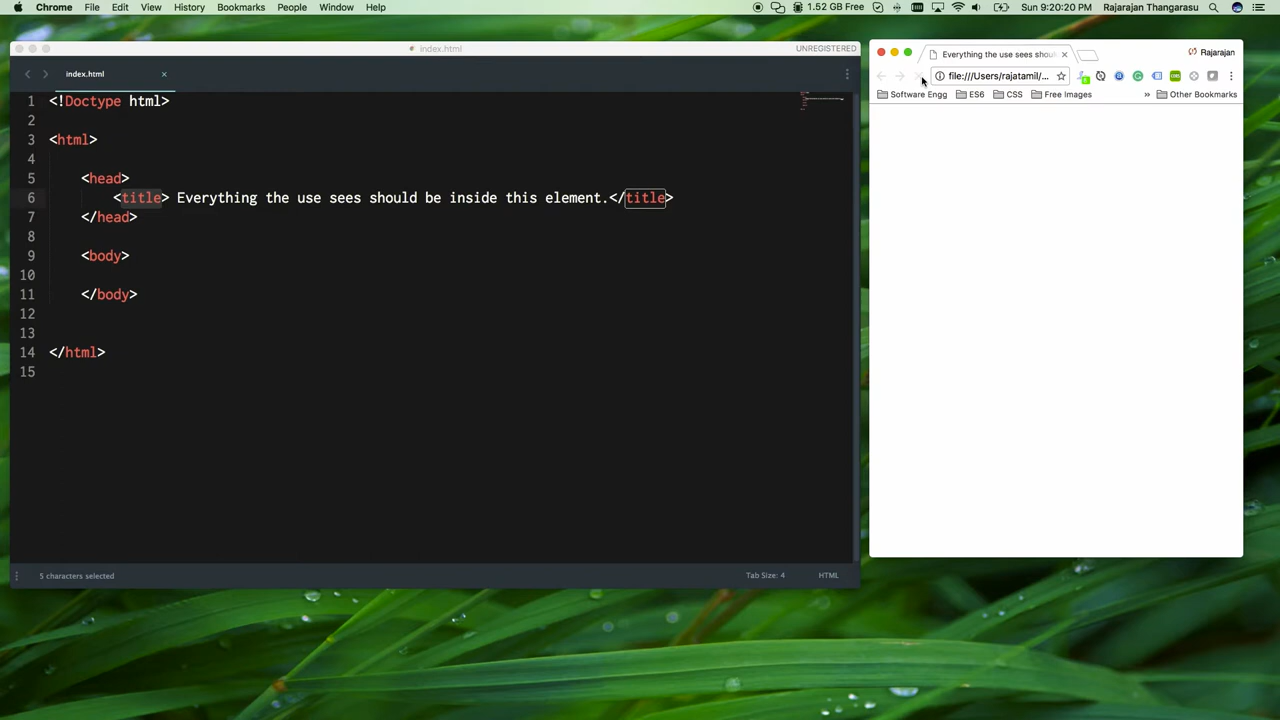 Chrome File Edit View History Bookmarks People Window Help 1.52 GB Free Sun 9:20:20 PM Rajarajan Thangarasu
index.html UNREGISTERED
index.html
1 <!Doctype html>
2
3 <html>
4
5 <head>
6 <title> Everything the use sees should be inside this element.</title>
7 </head>
8
9 <body>
10
11 </body>
12
13
14 </html>
15
5 characters selected Tab Size: 4 HTML
Everything the use sees shoul Rajarajan
file:///Users/rajatamil/...
Software Engg ES6 CSS Free Images » Other Bookmarks